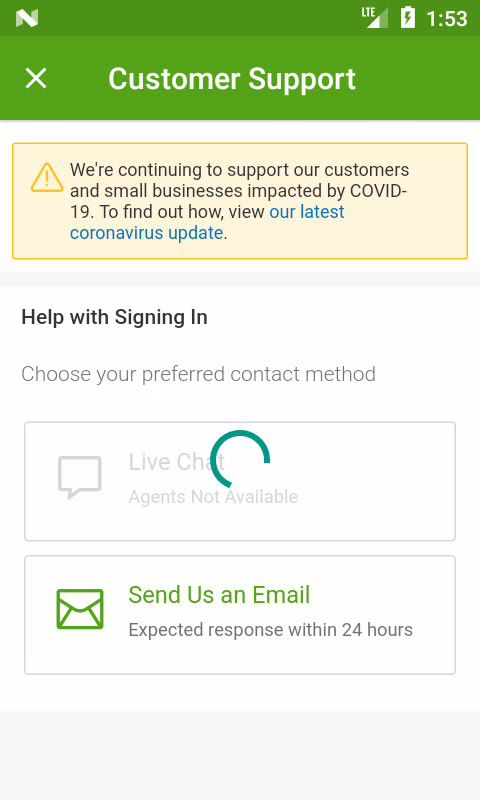 LTE 1:53
Customer Support
We're continuing to support our customers
and small businesses impacted by COVID-
19. To find out how, view our latest
coronavirus update.
Help with Signing In
Choose your preferred contact method
Live Chat
Agents Not Available
Send Us an Email
Expected response within 24 hours